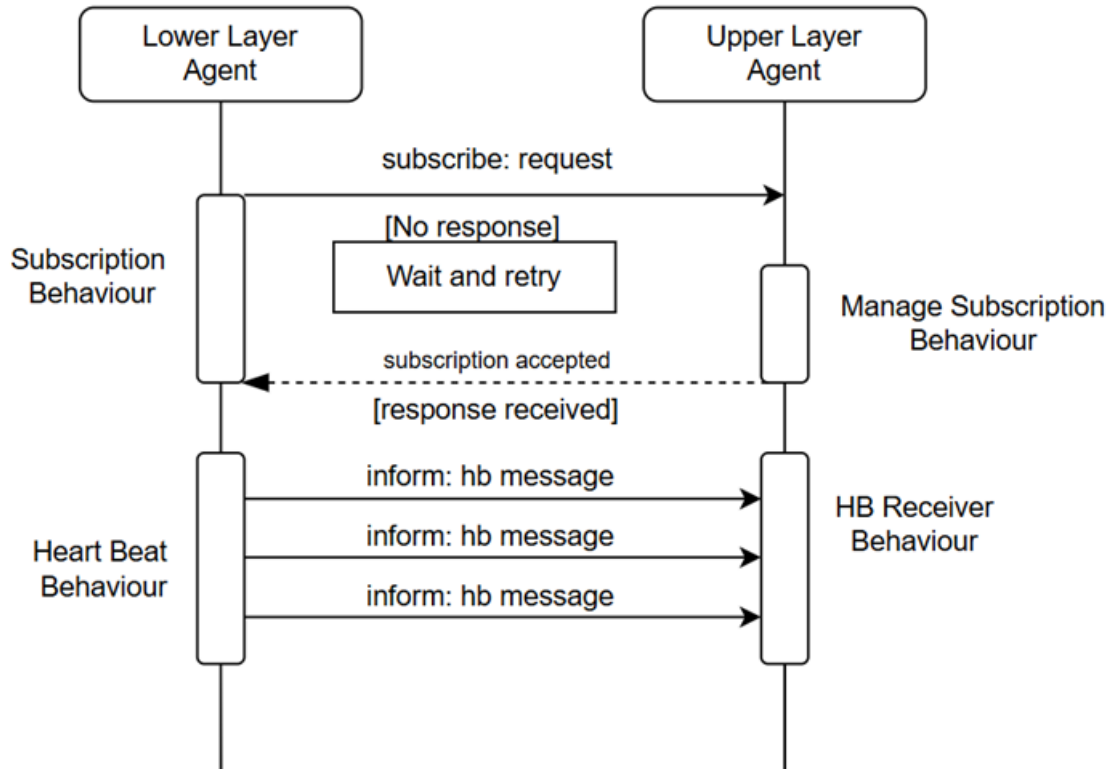 Lower Layer
Agent
Upper Layer
Agent
subscribe: request
[No response]
Wait and retry
Subscription
Behaviour
Manage Subscription
Behaviour
subscription accepted
[response received]
inform: hb message
inform: hb message
inform: hb message
Heart Beat
Behaviour
HB Receiver
Behaviour